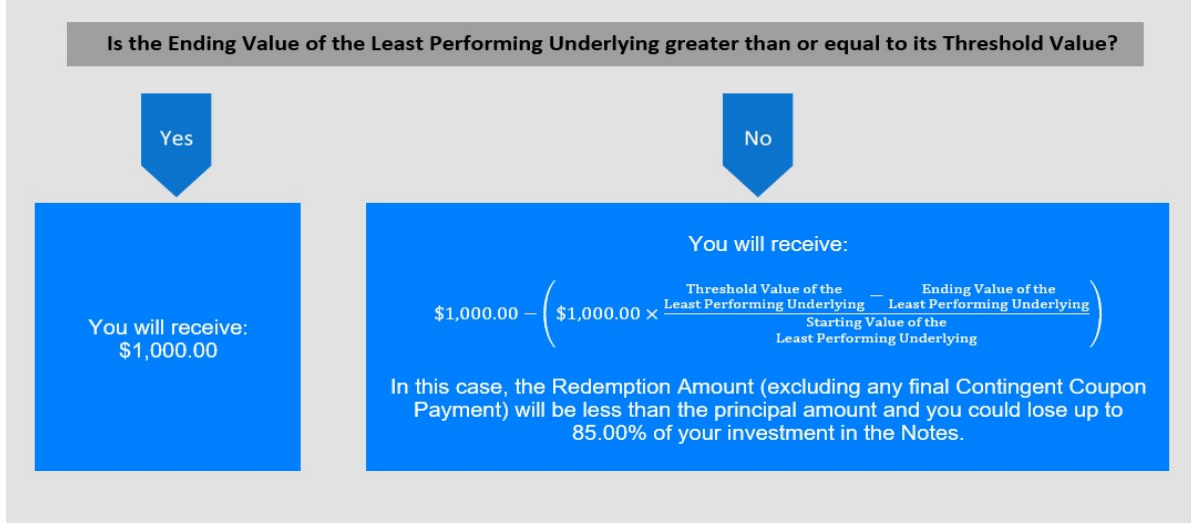 Is the Ending Value of the Least Performing Underlying greater than or equal to its Threshold Value?
Yes
No
You will receive:
$1,000.00
You will receive:
$1,000.00 − ($1,000.00 × (Threshold Value of the Least Performing Underlying − Ending Value of the Least Performing Underlying) / Starting Value of the Least Performing Underlying)
In this case, the Redemption Amount (excluding any final Contingent Coupon
Payment) will be less than the principal amount and you could lose up to
85.00% of your investment in the Notes.